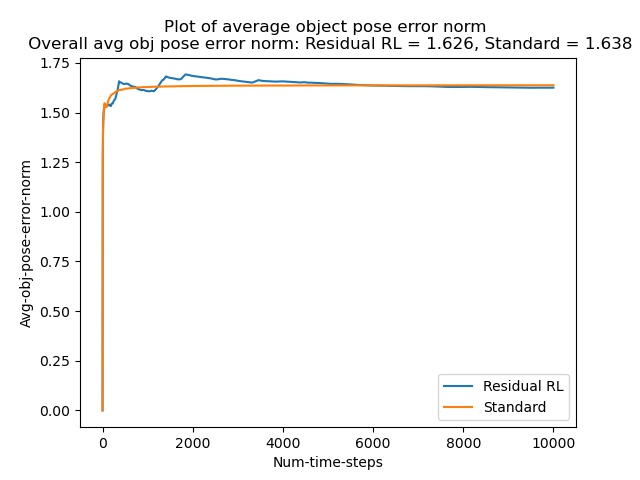 Plot of average object pose error norm
Overall avg obj pose error norm: Residual RL = 1.626, Standard = 1.638
1.75
1.50
1.25
1.00
0.75
0.50
0.25
0.00
Avg-obj-pose-error-norm
Residual RL
Standard
0 2000 4000 6000 8000 10000
Num-time-steps